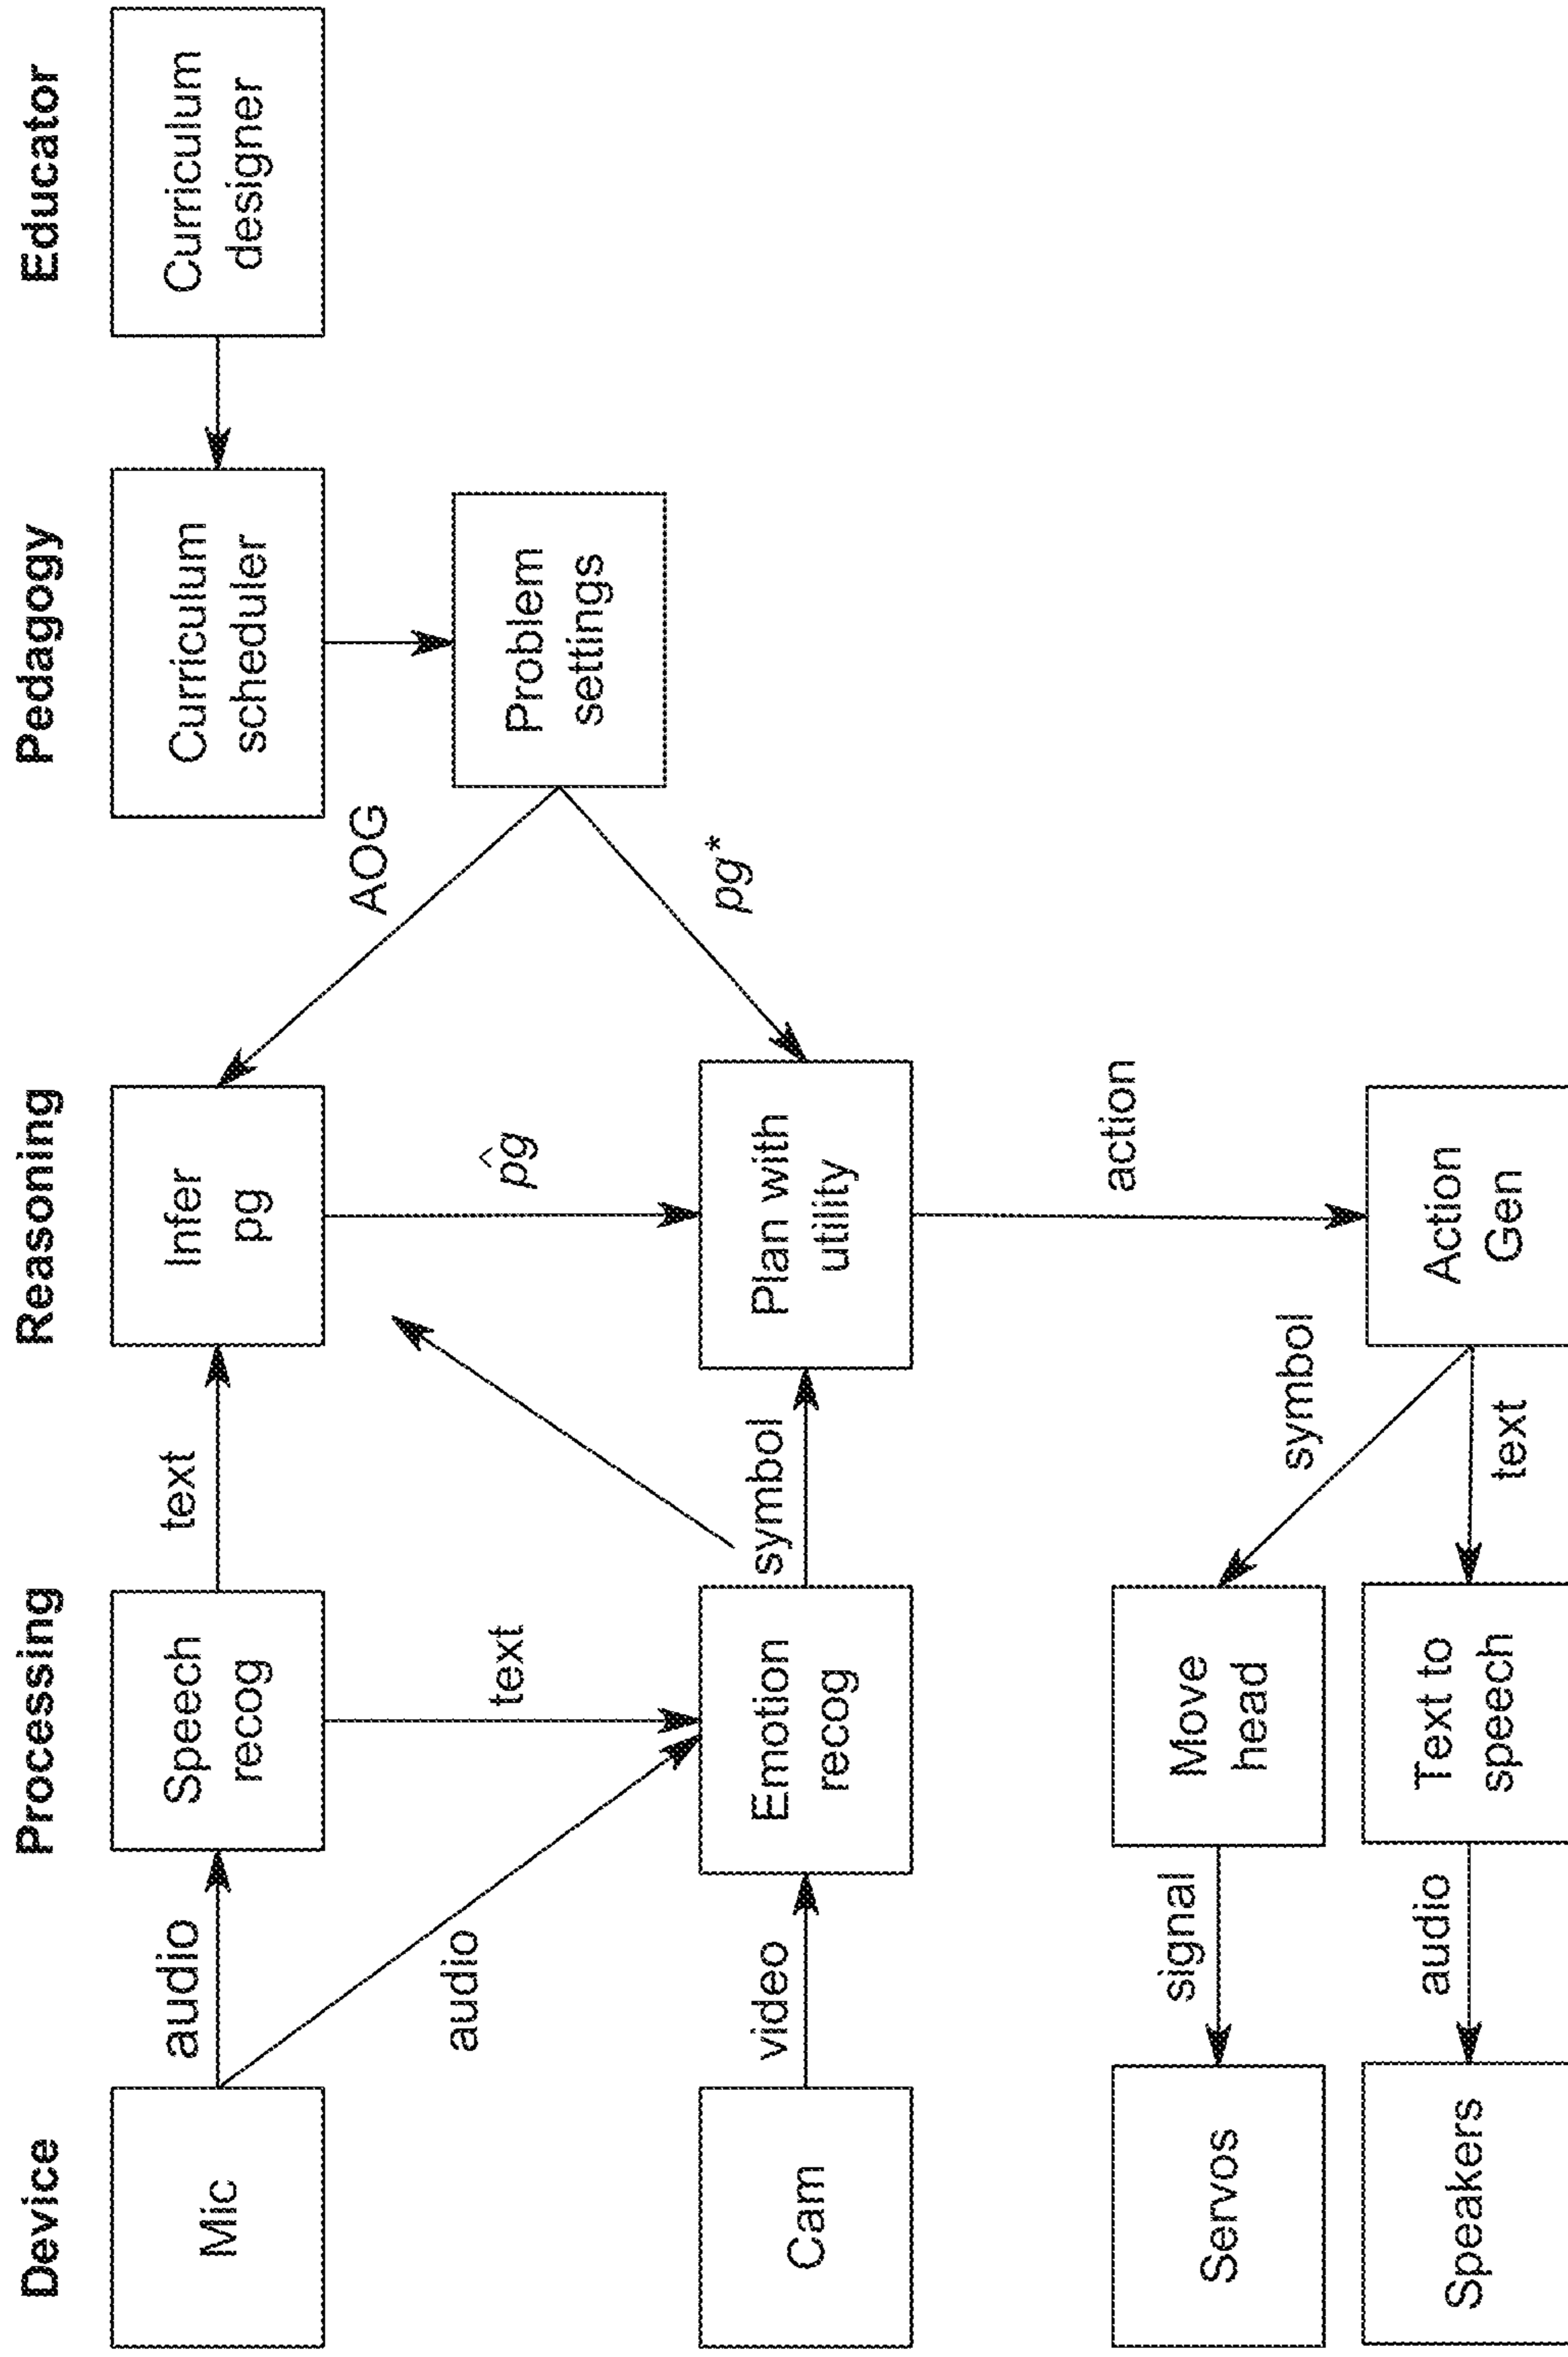 Device
Processing
Reasoning
Pedagogy
Educator
Mic
audio
Speech
recog
text
Infer
pg
Curriculum
scheduler
Curriculum
designer
audio
text
p̂g
AOG
Problem
settings
pg*
Cam
video
Emotion
recog
symbol
Plan with
utility
action
Servos
signal
Move
head
symbol
Speakers
audio
Text to
speech
text
Action
Gen